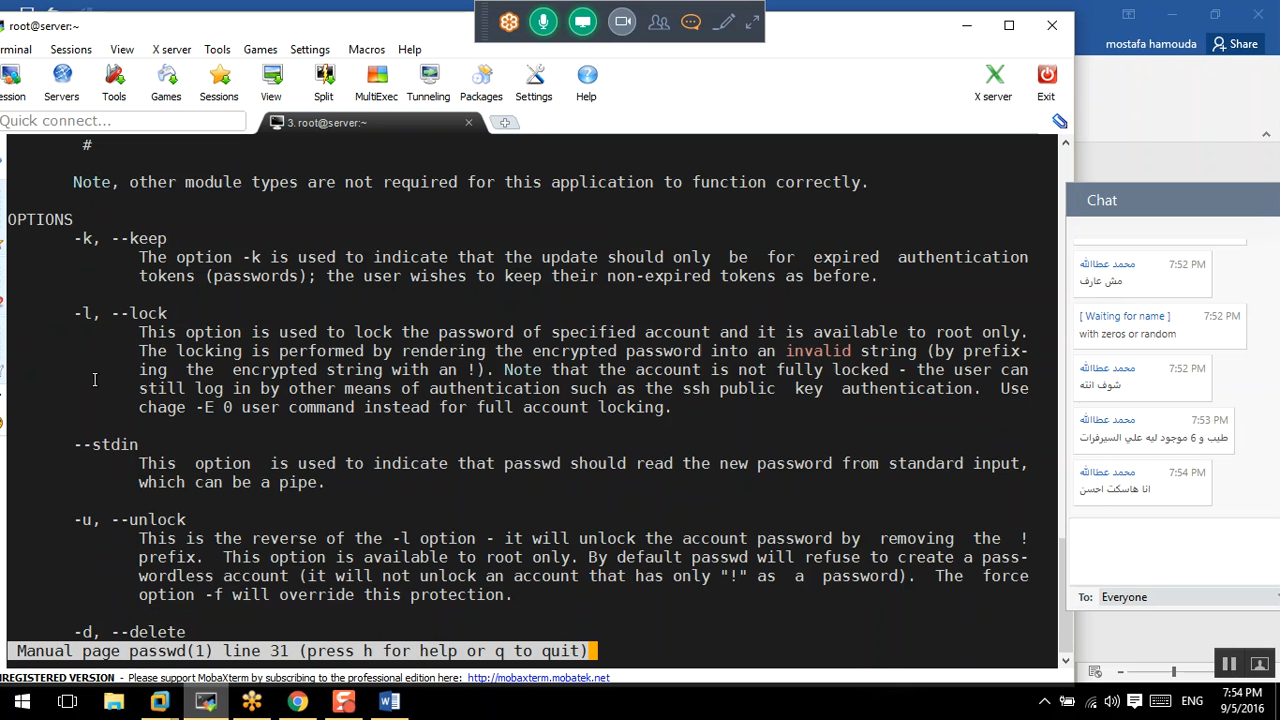 root@server:~
mostafa hamouda
Share
rminal Sessions View X server Tools Games Settings Macros Help
ession Servers Tools Games Sessions View Split MultiExec Tunneling Packages Settings Help X server Exit
Quick connect...
3. root@server:~
#
Note, other module types are not required for this application to function correctly.
OPTIONS
-k, --keep
The option -k is used to indicate that the update should only be for expired authentication
tokens (passwords); the user wishes to keep their non-expired tokens as before.
-l, --lock
This option is used to lock the password of specified account and it is available to root only.
The locking is performed by rendering the encrypted password into an invalid string (by prefix-
ing the encrypted string with an !). Note that the account is not fully locked - the user can
still log in by other means of authentication such as the ssh public key authentication. Use
chage -E 0 user command instead for full account locking.
--stdin
This option is used to indicate that passwd should read the new password from standard input,
which can be a pipe.
-u, --unlock
This is the reverse of the -l option - it will unlock the account password by removing the !
prefix. This option is available to root only. By default passwd will refuse to create a pass-
wordless account (it will not unlock an account that has only "!" as a password). The force
option -f will override this protection.
-d, --delete
Manual page passwd(1) line 31 (press h for help or q to quit)
REGISTERED VERSION - Please support MobaXterm by subscribing to the professional edition here: http://mobaxterm.mobatek.net
Chat
محمد عطاالله 7:52 PM
مش عارف
[ Waiting for name ] 7:52 PM
with zeros or random
محمد عطاالله 7:52 PM
شوف انته
محمد عطاالله 7:53 PM
طيب و 6 موجود ليه علي السيرفرات
محمد عطاالله 7:54 PM
انا هاسكت احسن
To: Everyone
ENG
7:54 PM
9/5/2016